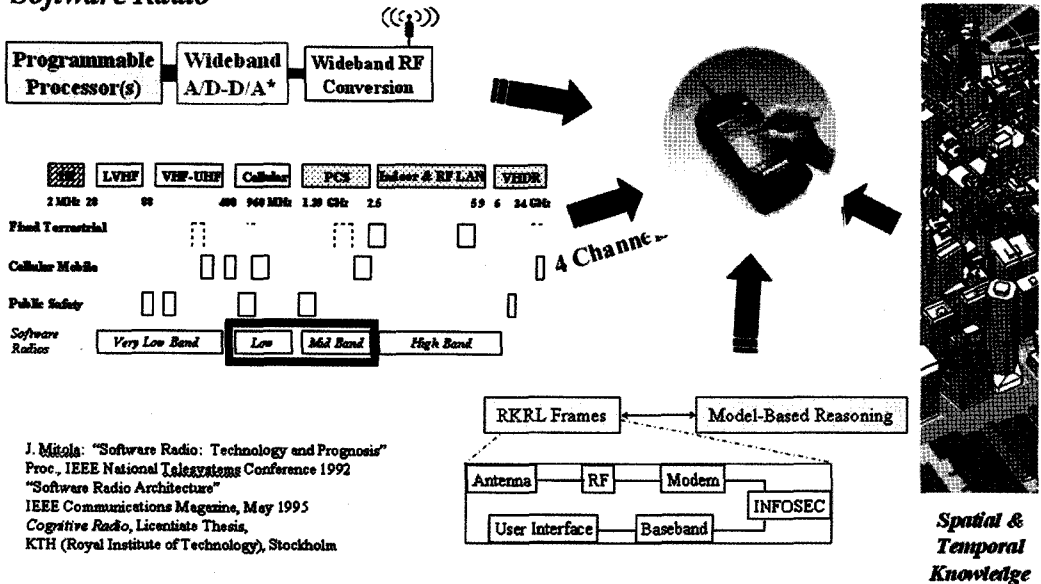 Software Radio
Programmable
Processor(s)
Wideband
A/D-D/A*
Wideband RF
Conversion
LVHF
VHF-UHF
Cellular
PCS
Indoor & RF LAN
VHDR
2 MHz 28
88
400
960 MHz
1.39 GHz
2.5
5.9
6
34 GHz
Fixed Terrestrial
Cellular Mobile
Public Safety
Software
Radios
Very Low Band
Low
Mid Band
High Band
4 Channel
RKRL Frames
Model-Based Reasoning
Antenna
RF
Modem
INFOSEC
User Interface
Baseband
J. Mitola: "Software Radio: Technology and Prognosis"
Proc., IEEE National Telesystems Conference 1992
"Software Radio Architecture"
IEEE Communications Magazine, May 1995
Cognitive Radio, Licentiate Thesis,
KTH (Royal Institute of Technology), Stockholm
Spatial &
Temporal
Knowledge